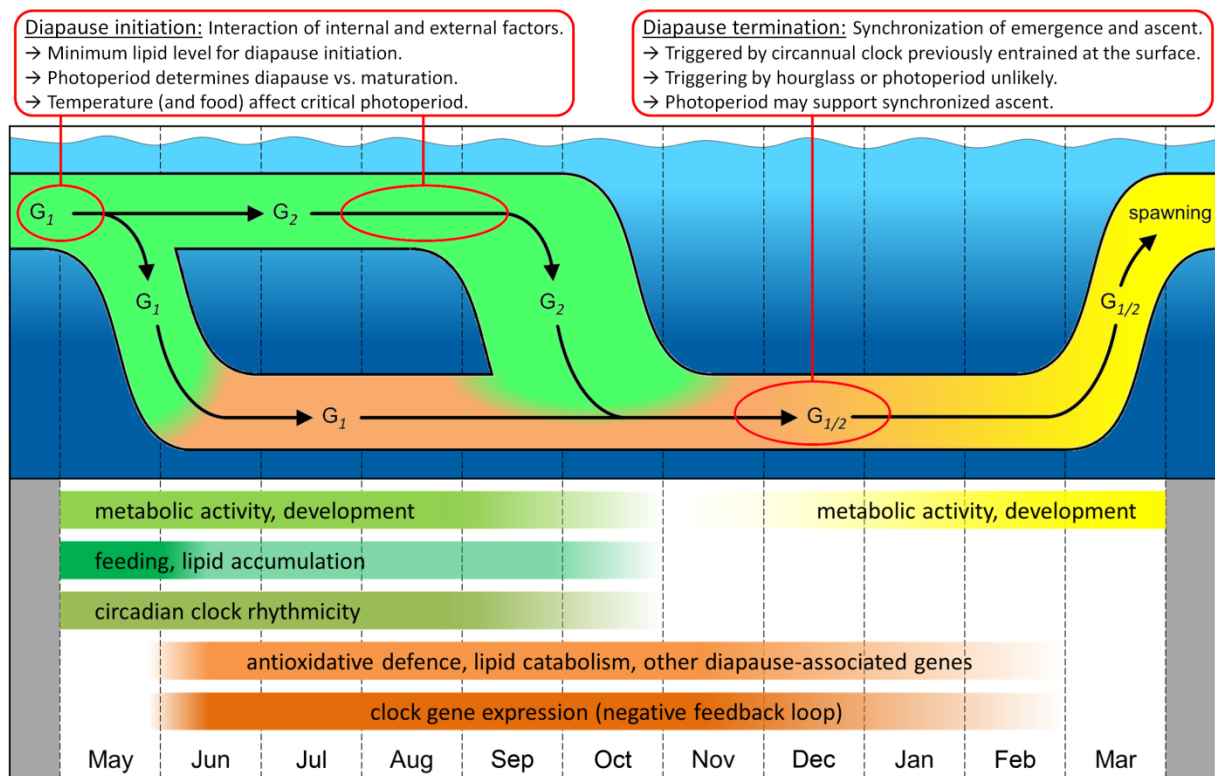 Diapause initiation: Interaction of internal and external factors.
→ Minimum lipid level for diapause initiation.
→ Photoperiod determines diapause vs. maturation.
→ Temperature (and food) affect critical photoperiod.
Diapause termination: Synchronization of emergence and ascent.
→ Triggered by circannual clock previously entrained at the surface.
→ Triggering by hourglass or photoperiod unlikely.
→ Photoperiod may support synchronized ascent.
G1
G2
spawning
G1
G2
G1/2
G1
G1/2
metabolic activity, development
metabolic activity, development
feeding, lipid accumulation
circadian clock rhythmicity
antioxidative defence, lipid catabolism, other diapause-associated genes
clock gene expression (negative feedback loop)
May Jun Jul Aug Sep Oct Nov Dec Jan Feb Mar